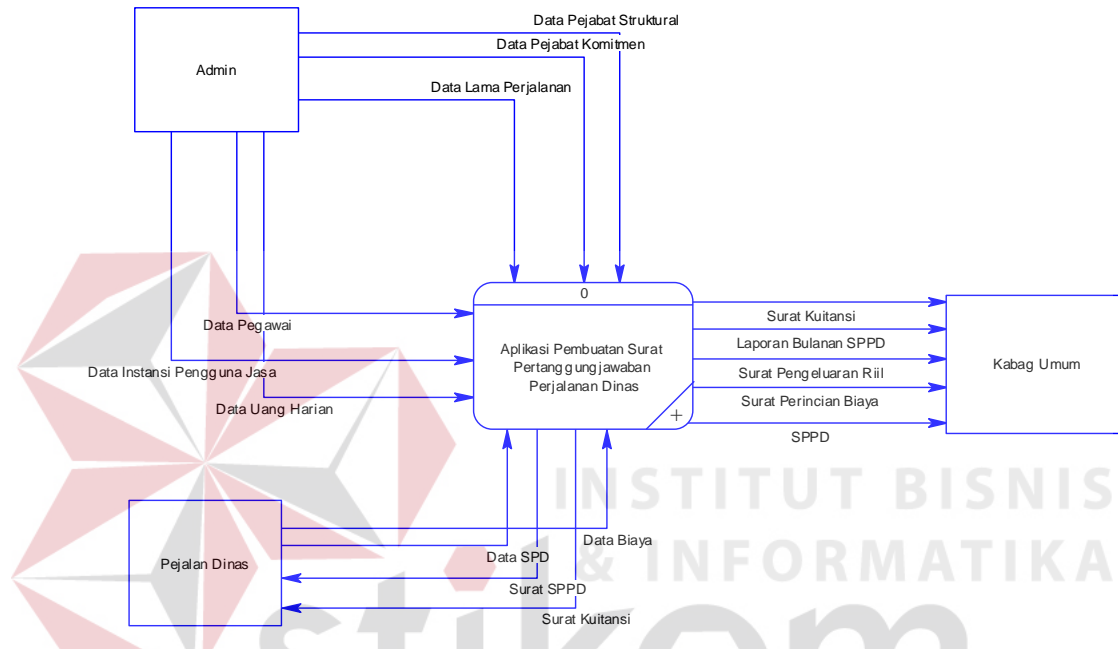 Data Pejabat Struktural
Data Pejabat Komitmen
Admin
Data Lama Perjalanan
0
Data Pegawai
Surat Kuitansi
Aplikasi Pembuatan Surat
Pertanggungjawaban
Perjalanan Dinas
Laporan Bulanan SPPD
Kabag Umum
Data Instansi Pengguna Jasa
Surat Pengeluaran Riil
Data Uang Harian
Surat Perincian Biaya
+
SPPD
INSTITUT BISNIS
& INFORMATIKA
Data Biaya
Data SPD
Pejalan Dinas
Surat SPPD
Surat Kuitansi
stikom